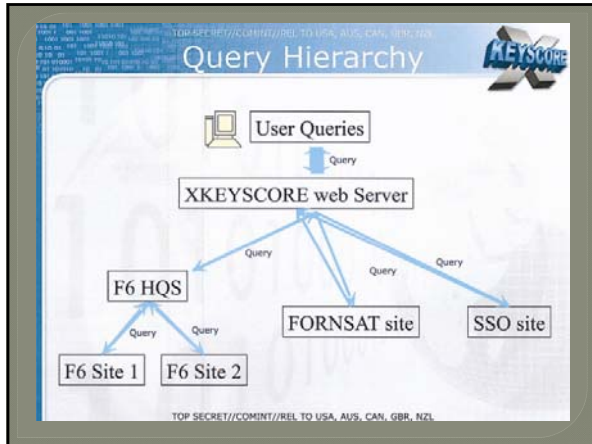 TOP SECRET//COMINT//REL TO USA, AUS, CAN, GBR, NZL
Query Hierarchy
X KEYSCORE
User Queries
Query
XKEYSCORE web Server
Query
Query
Query
F6 HQS
FORNSAT site
SSO site
Query
Query
F6 Site 1
F6 Site 2
TOP SECRET//COMINT//REL TO USA, AUS, CAN, GBR, NZL